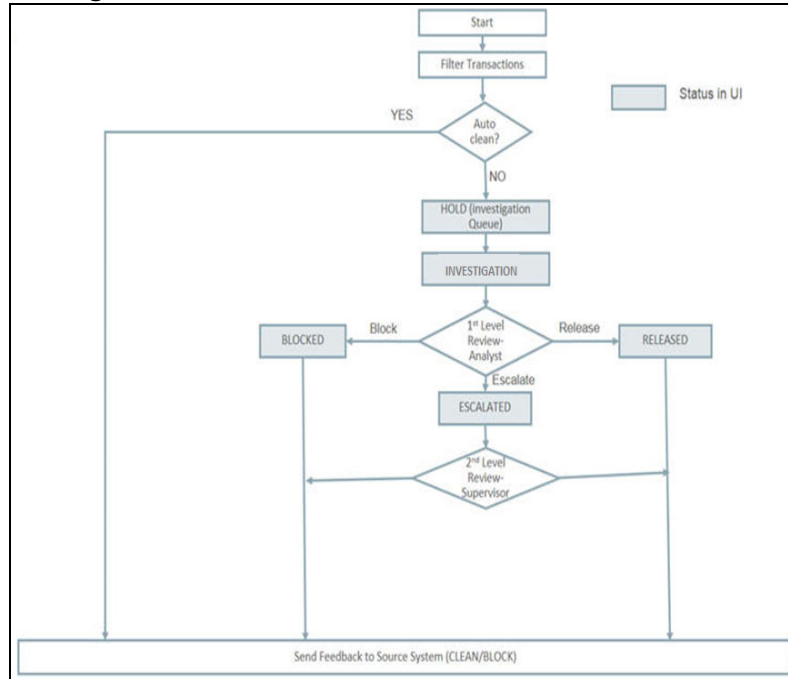 Start
Filter Transactions
Status in UI
YES
Auto
clean?
NO
HOLD (investigation
Queue)
INVESTIGATION
1st Level
Review-
Analyst
Block
Release
BLOCKED
RELEASED
Escalate
ESCALATED
2nd Level
Review-
Supervisor
Send Feedback to Source System (CLEAN/BLOCK)